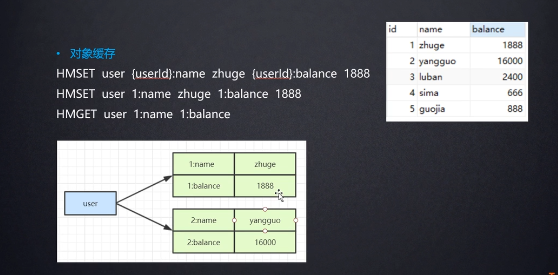 • 对象缓存
HMSET user {userId}:name zhuge {userId}:balance 1888
HMSET user 1:name zhuge 1:balance 1888
HMGET user 1:name 1:balance
id name balance
1 zhuge 1888
2 yangguo 16000
3 luban 2400
4 sima 666
5 guojia 888
user
1:name zhuge
1:balance 1888
2:name yangguo
2:balance 16000